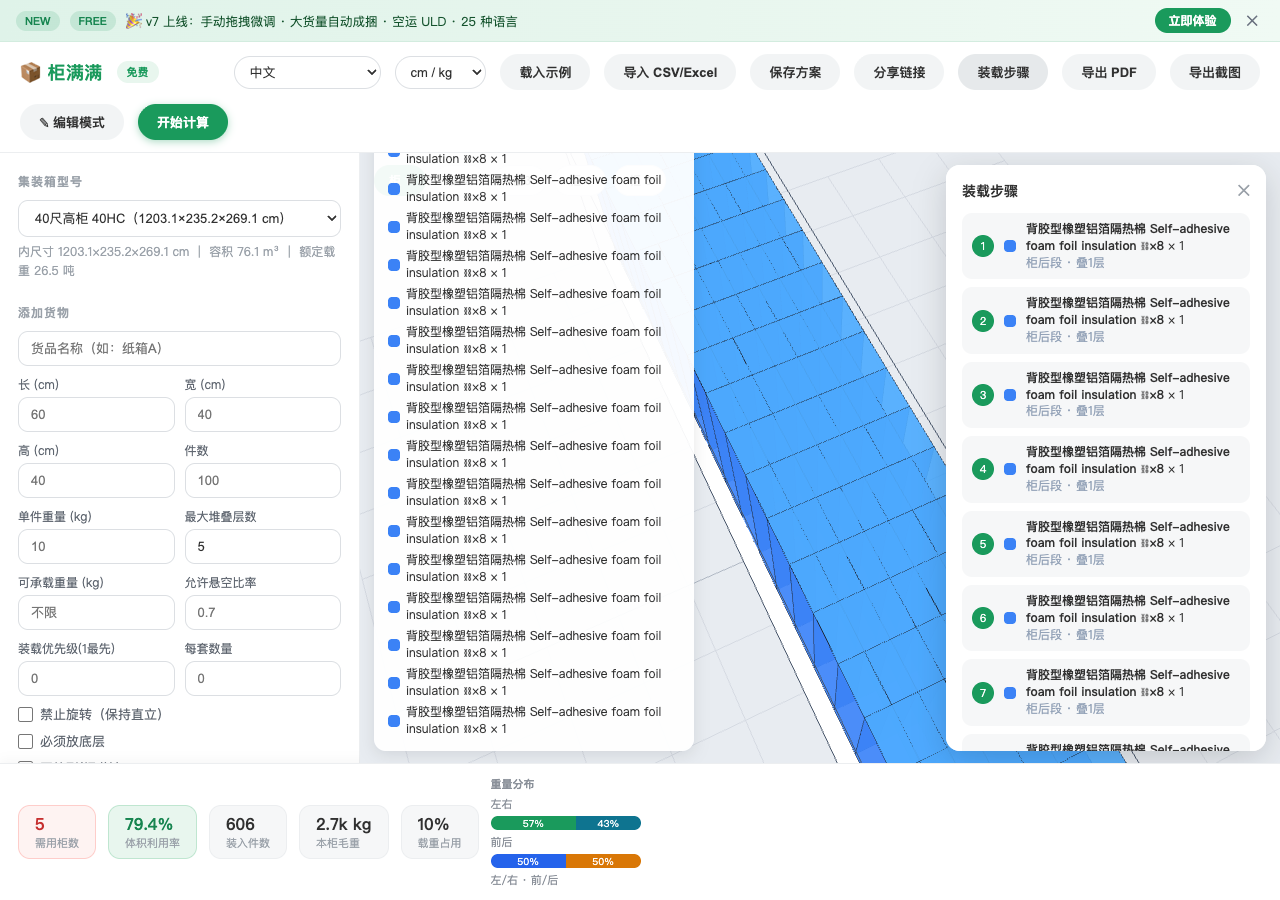 NEW FREE 🎉 v7 上线：手动拖拽微调 · 大货量自动成捆 · 空运 ULD · 25 种语言 立即体验 ×
📦 柜满满 免费 中文 cm / kg 载入示例 导入 CSV/Excel 保存方案 分享链接 装载步骤 导出 PDF 导出截图
✎ 编辑模式 开始计算
集装箱型号
40尺高柜 40HC（1203.1×235.2×269.1 cm）
内尺寸 1203.1×235.2×269.1 cm ｜ 容积 76.1 m³ ｜ 额定载
重 26.5 吨
添加货物
货品名称（如：纸箱A）
长 (cm) 宽 (cm)
60 40
高 (cm) 件数
40 100
单件重量 (kg) 最大堆叠层数
10 5
可承载重量 (kg) 允许悬空比率
不限 0.7
装载优先级(1最先) 每套数量
0 0
禁止旋转（保持直立）
必须放底层
insulation ⛓×8 × 1
背胶型橡塑铝箔隔热棉 Self-adhesive foam foil
insulation ⛓×8 × 1
背胶型橡塑铝箔隔热棉 Self-adhesive foam foil
insulation ⛓×8 × 1
背胶型橡塑铝箔隔热棉 Self-adhesive foam foil
insulation ⛓×8 × 1
背胶型橡塑铝箔隔热棉 Self-adhesive foam foil
insulation ⛓×8 × 1
背胶型橡塑铝箔隔热棉 Self-adhesive foam foil
insulation ⛓×8 × 1
背胶型橡塑铝箔隔热棉 Self-adhesive foam foil
insulation ⛓×8 × 1
背胶型橡塑铝箔隔热棉 Self-adhesive foam foil
insulation ⛓×8 × 1
背胶型橡塑铝箔隔热棉 Self-adhesive foam foil
insulation ⛓×8 × 1
背胶型橡塑铝箔隔热棉 Self-adhesive foam foil
insulation ⛓×8 × 1
背胶型橡塑铝箔隔热棉 Self-adhesive foam foil
insulation ⛓×8 × 1
背胶型橡塑铝箔隔热棉 Self-adhesive foam foil
insulation ⛓×8 × 1
背胶型橡塑铝箔隔热棉 Self-adhesive foam foil
insulation ⛓×8 × 1
背胶型橡塑铝箔隔热棉 Self-adhesive foam foil
insulation ⛓×8 × 1
背胶型橡塑铝箔隔热棉 Self-adhesive foam foil
insulation ⛓×8 × 1
背胶型橡塑铝箔隔热棉 Self-adhesive foam foil
insulation ⛓×8 × 1
装载步骤 ×
1 背胶型橡塑铝箔隔热棉 Self-adhesive
foam foil insulation ⛓×8 × 1
柜后段 · 叠1层
2 背胶型橡塑铝箔隔热棉 Self-adhesive
foam foil insulation ⛓×8 × 1
柜后段 · 叠1层
3 背胶型橡塑铝箔隔热棉 Self-adhesive
foam foil insulation ⛓×8 × 1
柜后段 · 叠1层
4 背胶型橡塑铝箔隔热棉 Self-adhesive
foam foil insulation ⛓×8 × 1
柜后段 · 叠1层
5 背胶型橡塑铝箔隔热棉 Self-adhesive
foam foil insulation ⛓×8 × 1
柜后段 · 叠1层
6 背胶型橡塑铝箔隔热棉 Self-adhesive
foam foil insulation ⛓×8 × 1
柜后段 · 叠1层
7 背胶型橡塑铝箔隔热棉 Self-adhesive
foam foil insulation ⛓×8 × 1
柜后段 · 叠1层
背胶型橡塑铝箔隔热棉 Self-adhesive
5 需用柜数
79.4% 体积利用率
606 装入件数
2.7k kg 本柜毛重
10% 载重占用
重量分布
左右
57% 43%
前后
50% 50%
左/右 · 前/后